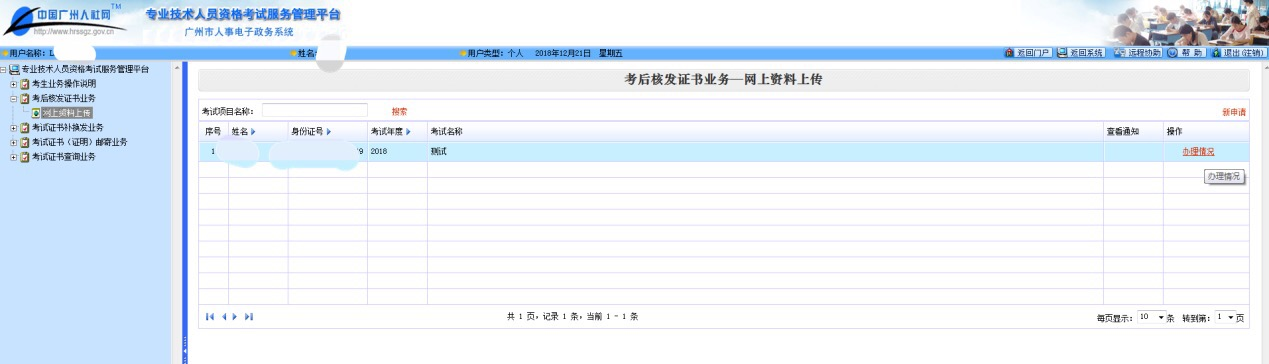 中国广州人社网TM 专业技术人员资格考试服务管理平台
http://www.hrssgz.gov.cn 广州市人事电子政务系统
用户名称: L 姓名: 用户类型: 个人 2018年12月21日 星期五 返回门户 返回系统 远程协助 帮 助 退出(注销)
专业技术人员资格考试服务管理平台
考生业务操作说明
考后核发证书业务
网上资料上传
考试证书补换发业务
考试证书（证明）邮寄业务
考试证书查询业务
考后核发证书业务—网上资料上传
考试项目名称: 搜索 新申请
序号 姓名 身份证号 考试年度 考试名称 查看通知 操作
1 9 2018 测试 办理情况
办理情况
共 1 页，记录 1 条，当前 1 - 1 条 每页显示: 10 条 转到第: 1 页